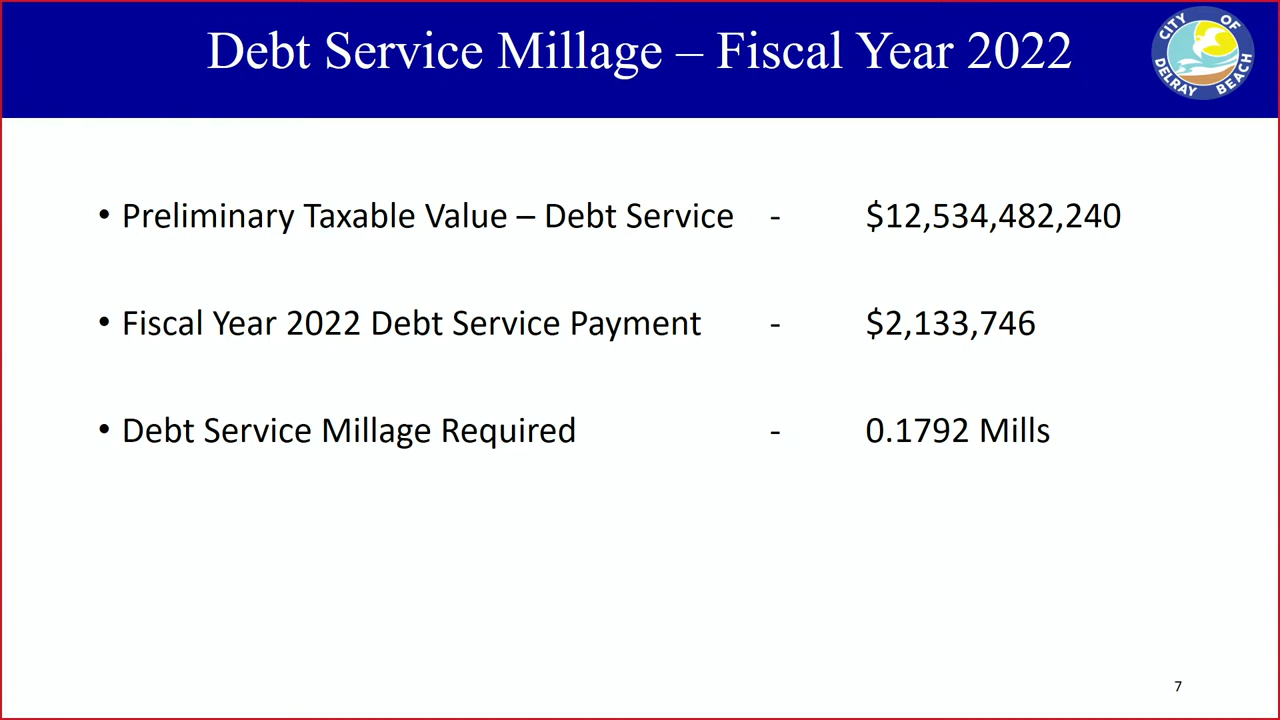 Debt Service Millage – Fiscal Year 2022
CITY OF DELRAY BEACH
• Preliminary Taxable Value – Debt Service - $12,534,482,240
• Fiscal Year 2022 Debt Service Payment - $2,133,746
• Debt Service Millage Required - 0.1792 Mills
7